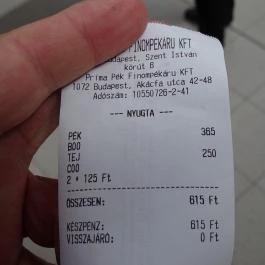 FINOMPÉKÁRU KFT
Budapest, Szent István
körút 6
Prima Pék Finompékáru KFT
1072 Budapest, Akácfa utca 42-48
Adószám: 10550726-2-41
--- NYUGTA ---
PÉK 365
B00
TEJ 250
C00
2 * 125 Ft
ÖSSZESEN: 615 Ft
KÉSZPÉNZ: 615 Ft
VISSZAJÁRÓ: 0 Ft